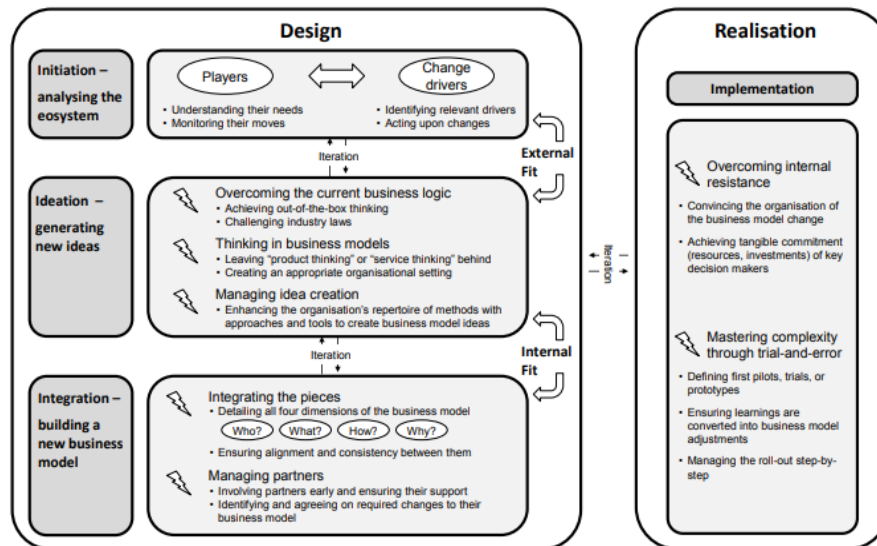 Design
Initiation –
analysing the
eosystem
Players
Change
drivers
• Understanding their needs
• Monitoring their moves
• Identifying relevant drivers
• Acting upon changes
Iteration
External
Fit
Ideation –
generating
new ideas
Overcoming the current business logic
• Achieving out-of-the-box thinking
• Challenging industry laws
Thinking in business models
• Leaving “product thinking” or “service thinking” behind
• Creating an appropriate organisational setting
Managing idea creation
• Enhancing the organisation’s repertoire of methods with
approaches and tools to create business model ideas
Iteration
Internal
Fit
Integration –
building a
new business
model
Integrating the pieces
• Detailing all four dimensions of the business model
Who?
What?
How?
Why?
• Ensuring alignment and consistency between them
Managing partners
• Involving partners early and ensuring their support
• Identifying and agreeing on required changes to their
business model
Iteration
Realisation
Implementation
Overcoming internal
resistance
• Convincing the organisation of
the business model change
• Achieving tangible commitment
(resources, investments) of key
decision makers
Mastering complexity
through trial-and-error
• Defining first pilots, trials, or
prototypes
• Ensuring learnings are
converted into business model
adjustments
• Managing the roll-out step-by-
step